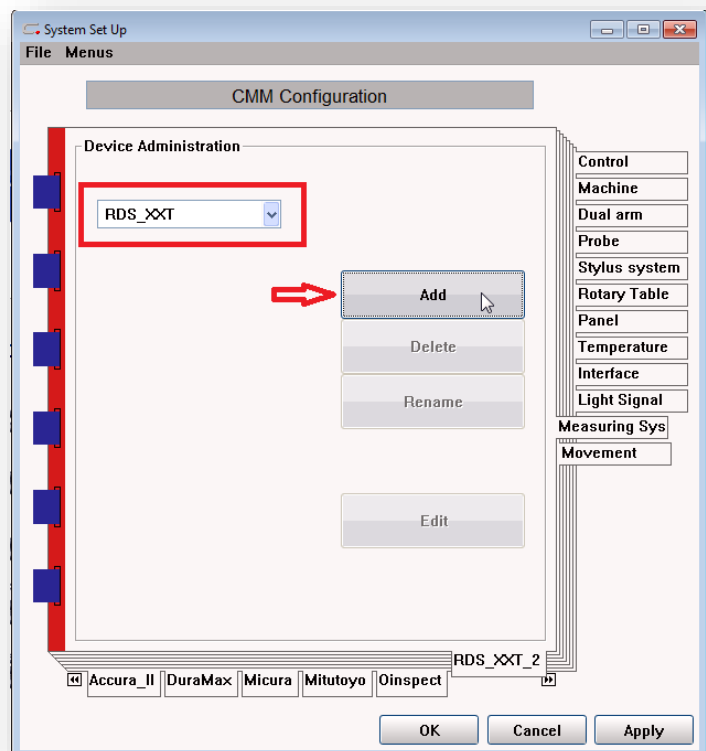 System Set Up
File Menus
CMM Configuration
Device Administration
RDS_XXT
Add
Delete
Rename
Edit
Control
Machine
Dual arm
Probe
Stylus system
Rotary Table
Panel
Temperature
Interface
Light Signal
Measuring Sys
Movement
RDS_XXT_2
Accura_II DuraMax Micura Mitutoyo Oinspect
OK Cancel Apply